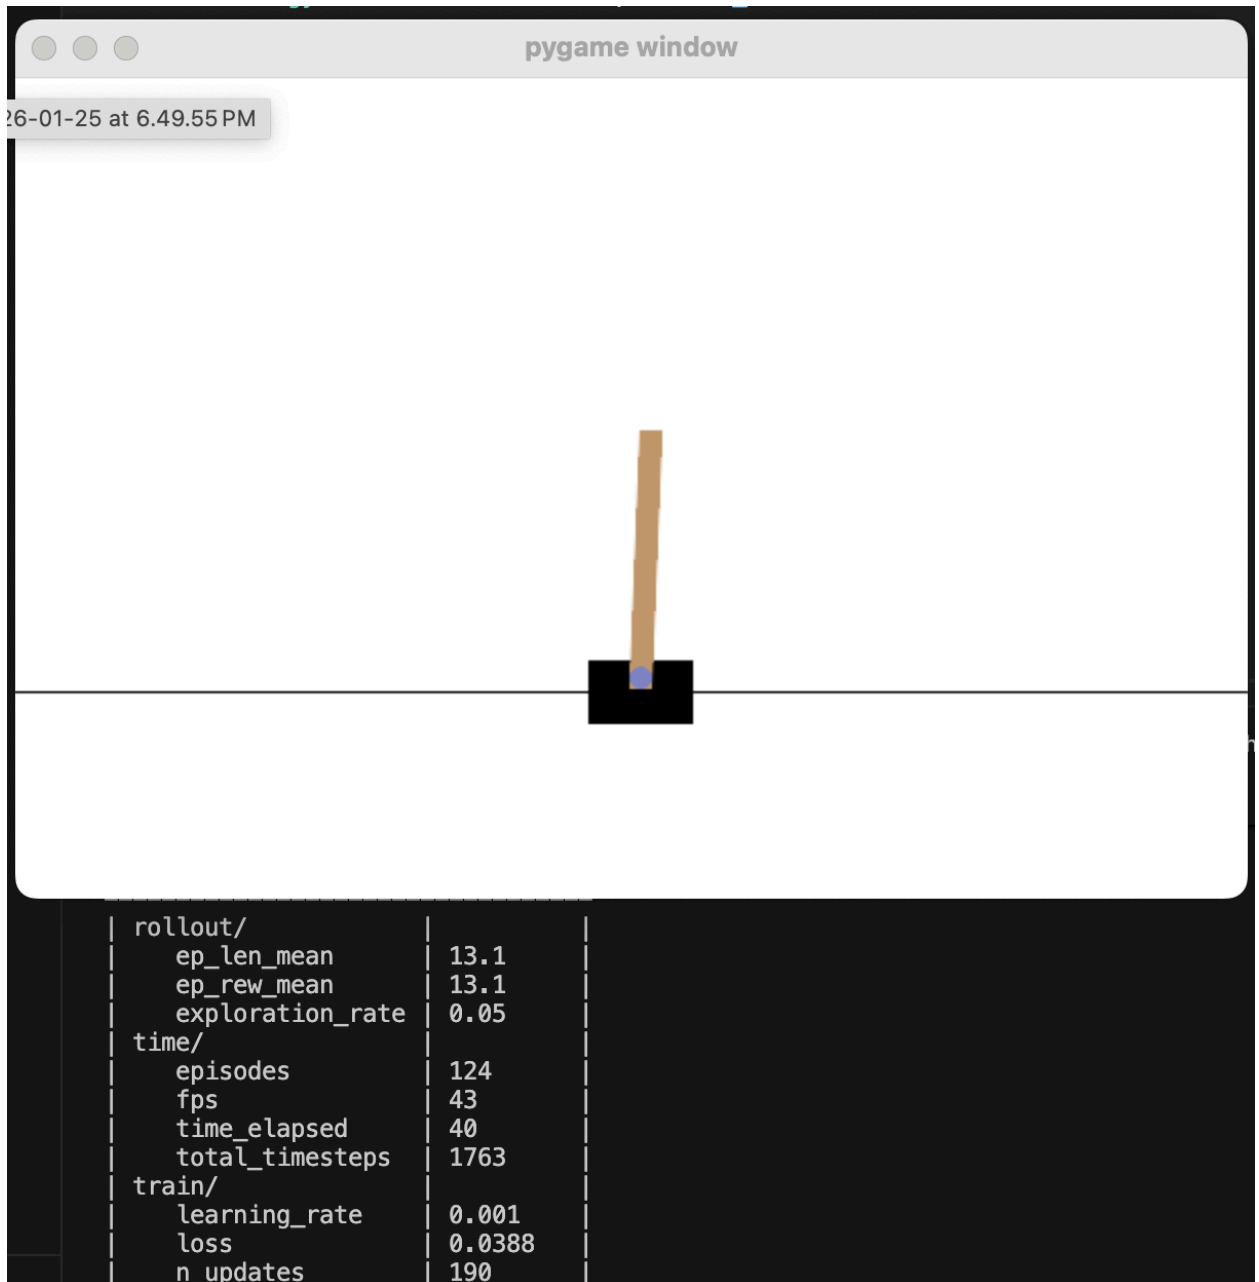 pygame window
26-01-25 at 6.49.55 PM
| rollout/ | |
| ep_len_mean | 13.1 |
| ep_rew_mean | 13.1 |
| exploration_rate | 0.05 |
| time/ | |
| episodes | 124 |
| fps | 43 |
| time_elapsed | 40 |
| total_timesteps | 1763 |
| train/ | |
| learning_rate | 0.001 |
| loss | 0.0388 |
| n_updates | 190 |